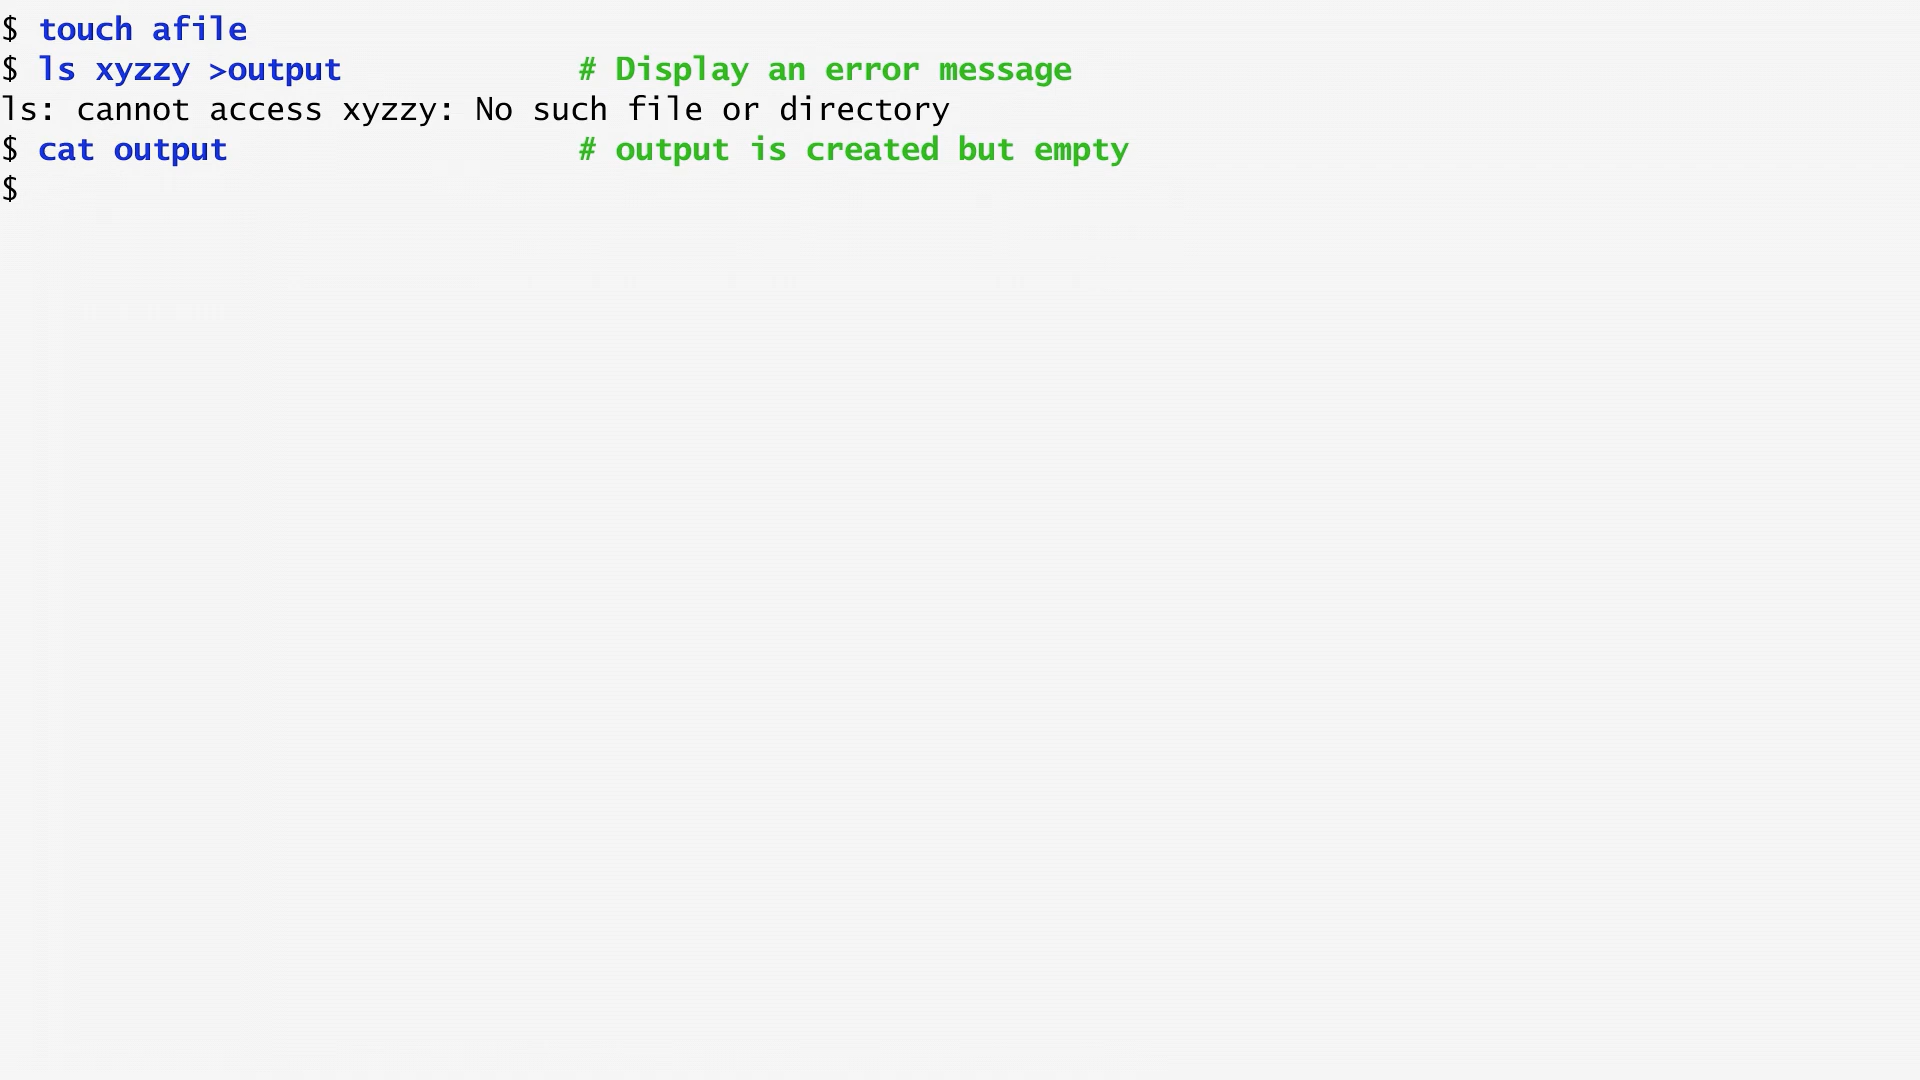 $ touch afile
$ ls xyzzy >output # Display an error message
ls: cannot access xyzzy: No such file or directory
$ cat output # output is created but empty
$